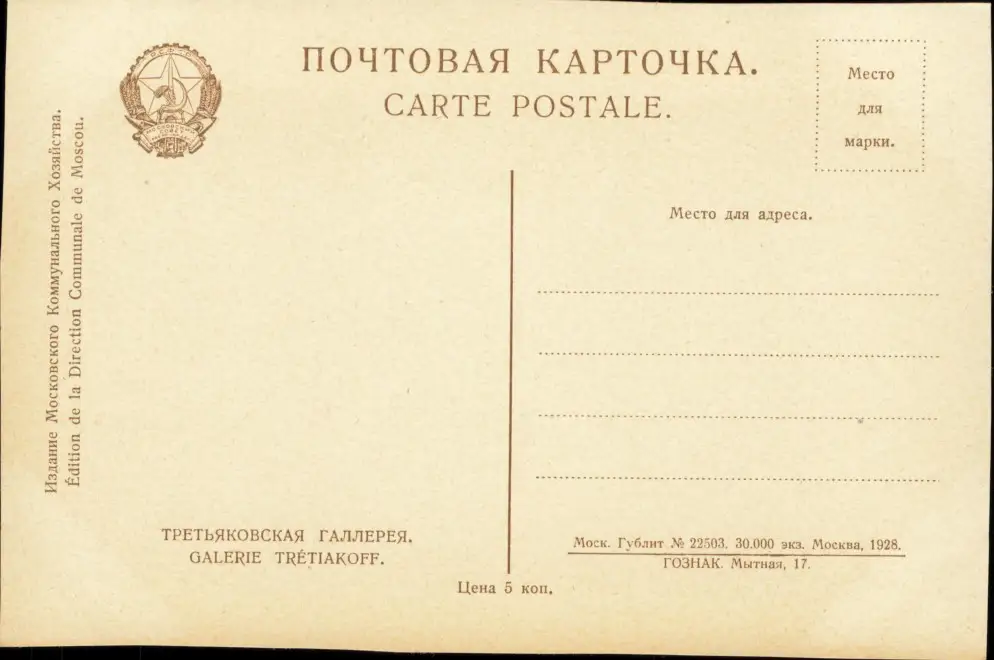 ПОЧТОВАЯ КАРТОЧКА.
CARTE POSTALE.
Место
для
марки.
Место для адреса.
Издание Московского Коммунального Хозяйства.
Édition de la Direction Communale de Moscou.
ТРЕТЬЯКОВСКАЯ ГАЛЛЕРЕЯ.
GALERIE TRÉTIAKOFF.
Моск. Гублит № 22503. 30.000 экз. Москва, 1928.
ГОЗНАК. Мытная, 17.
Цена 5 коп.